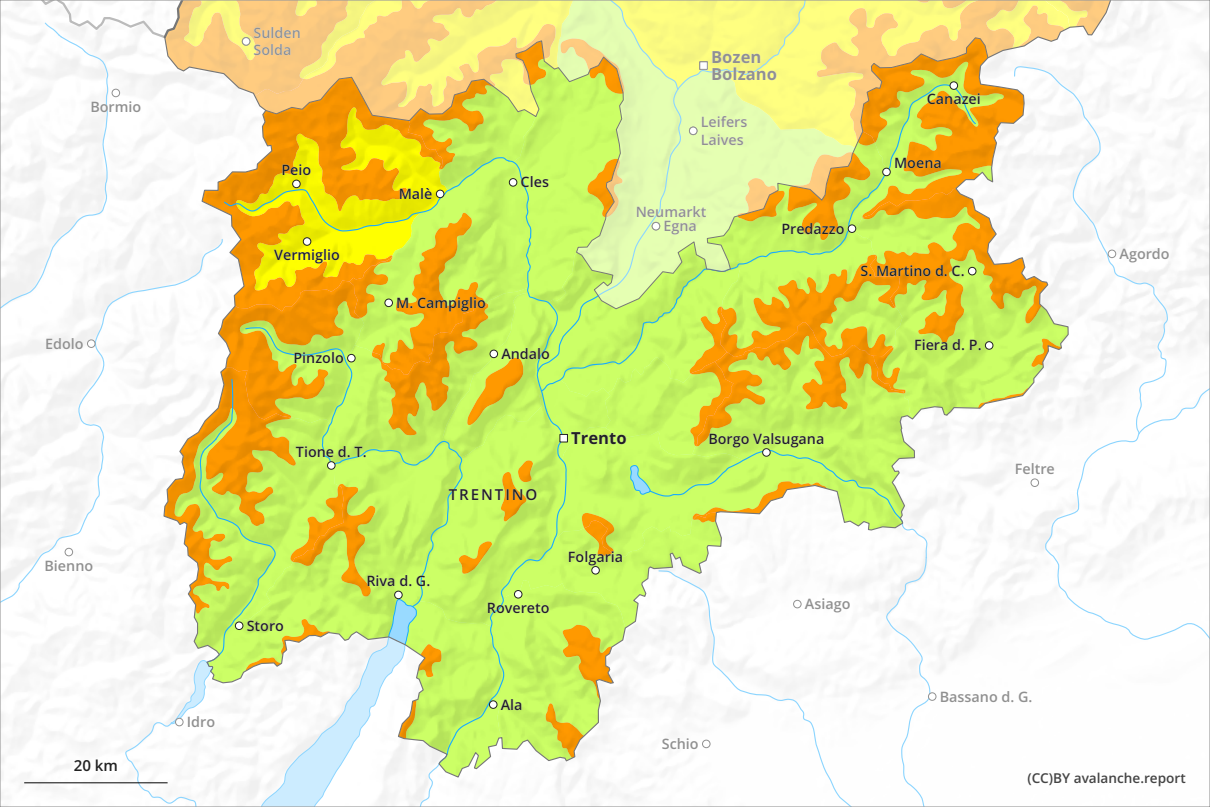 Sulden
Solda
Bozen
Bolzano
Bormio
Canazei
Leifers
Laives
Moena
Peio
Cles
Malè
Neumarkt
Egna
Predazzo
Vermiglio
Agordo
S. Martino d. C.
M. Campiglio
Edolo
Pinzolo
Andalo
Fiera d. P.
Trento
Borgo Valsugana
Tione d. T.
Feltre
TRENTINO
Bienno
Folgaria
Riva d. G.
Rovereto
Asiago
Storo
Bassano d. G.
Ala
Idro
Schio
20 km
(CC)BY avalanche.report